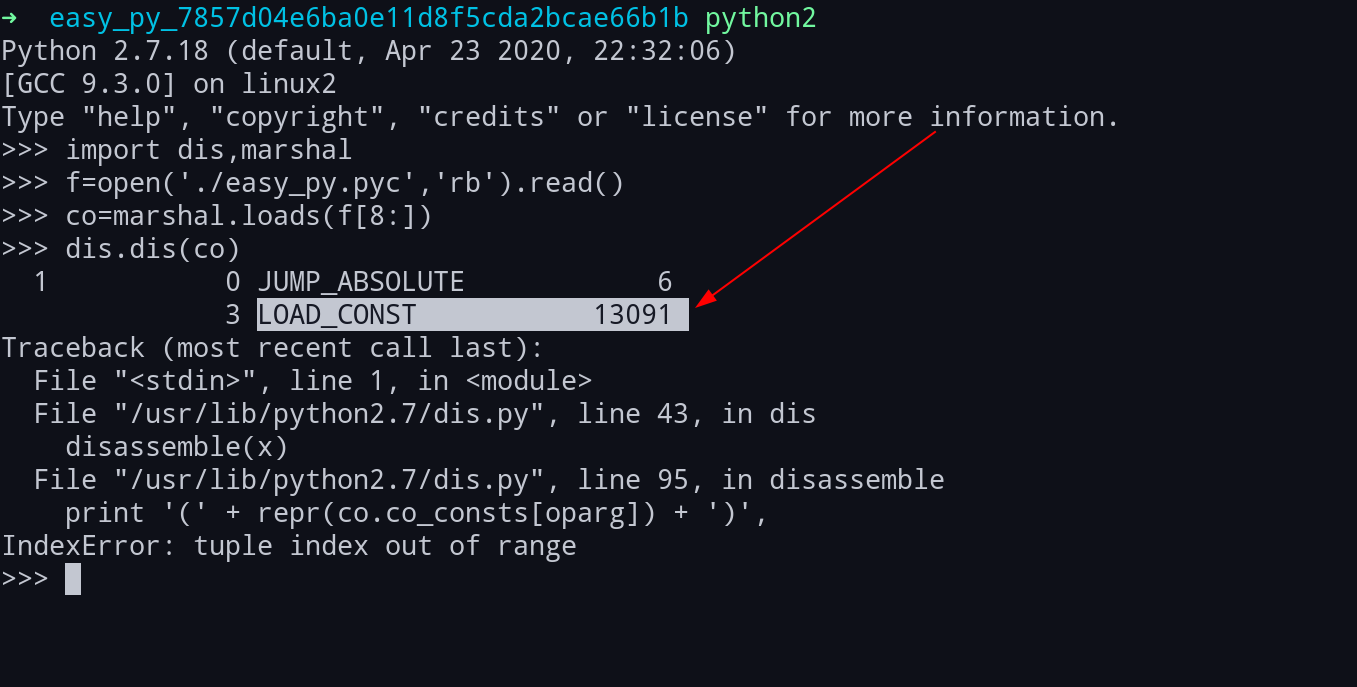 ➜  easy_py_7857d04e6ba0e11d8f5cda2bcae66b1b python2
Python 2.7.18 (default, Apr 23 2020, 22:32:06)
[GCC 9.3.0] on linux2
Type "help", "copyright", "credits" or "license" for more information.
>>> import dis,marshal
>>> f=open('./easy_py.pyc','rb').read()
>>> co=marshal.loads(f[8:])
>>> dis.dis(co)
  1           0 JUMP_ABSOLUTE            6
              3 LOAD_CONST           13091
Traceback (most recent call last):
  File "<stdin>", line 1, in <module>
  File "/usr/lib/python2.7/dis.py", line 43, in dis
    disassemble(x)
  File "/usr/lib/python2.7/dis.py", line 95, in disassemble
    print '(' + repr(co.co_consts[oparg]) + ')',
IndexError: tuple index out of range
>>>